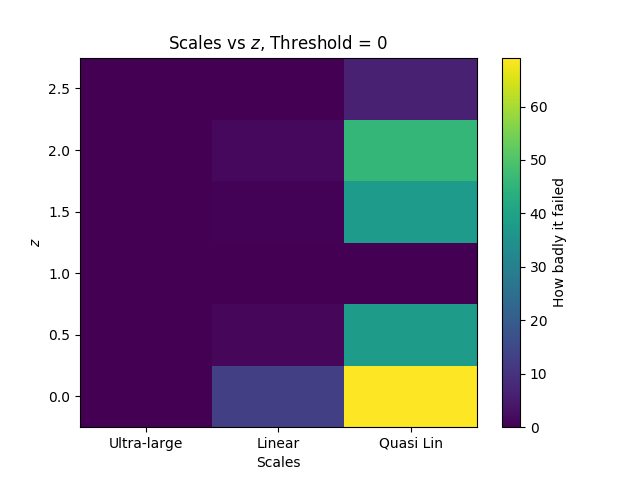 Scales vs z, Threshold = 0
z
2.5
2.0
1.5
1.0
0.5
0.0
Ultra-large Linear Quasi Lin
Scales
60
50
40
30
20
10
0
How badly it failed